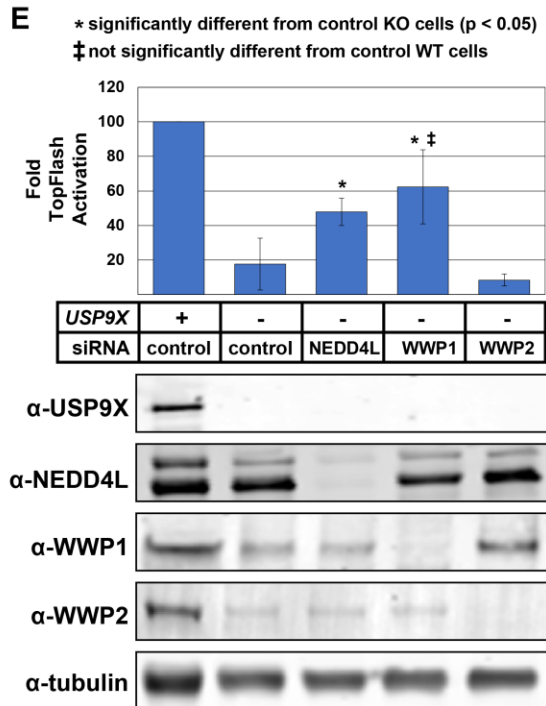 E
* significantly different from control KO cells (p < 0.05)
‡ not significantly different from control WT cells
Fold
TopFlash
Activation
120
100
80
60
40
20
*
* ‡
USP9X + - - - -
siRNA control control NEDD4L WWP1 WWP2
α-USP9X
α-NEDD4L
α-WWP1
α-WWP2
α-tubulin